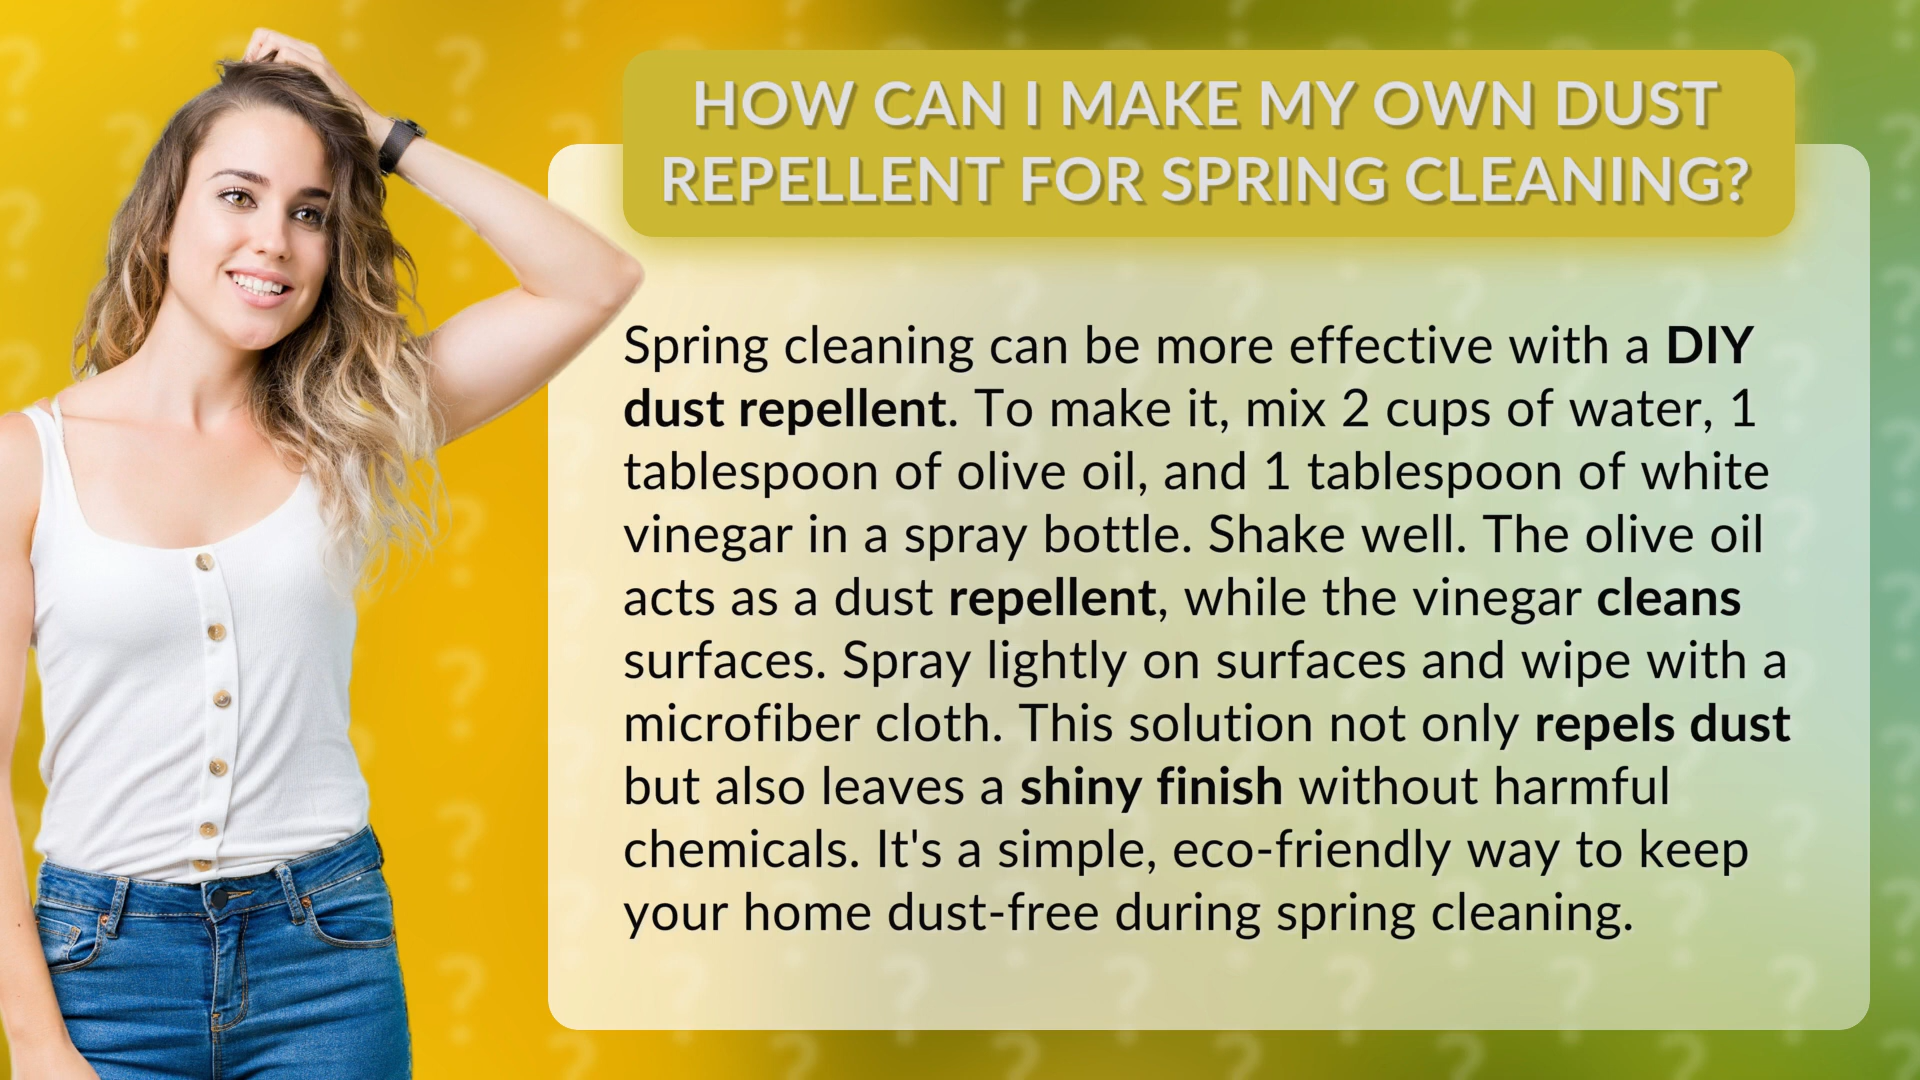 HOW CAN I MAKE MY OWN DUST
REPELLENT FOR SPRING CLEANING?
Spring cleaning can be more effective with a DIY
dust repellent. To make it, mix 2 cups of water, 1
tablespoon of olive oil, and 1 tablespoon of white
vinegar in a spray bottle. Shake well. The olive oil
acts as a dust repellent, while the vinegar cleans
surfaces. Spray lightly on surfaces and wipe with a
microfiber cloth. This solution not only repels dust
but also leaves a shiny finish without harmful
chemicals. It's a simple, eco-friendly way to keep
your home dust-free during spring cleaning.